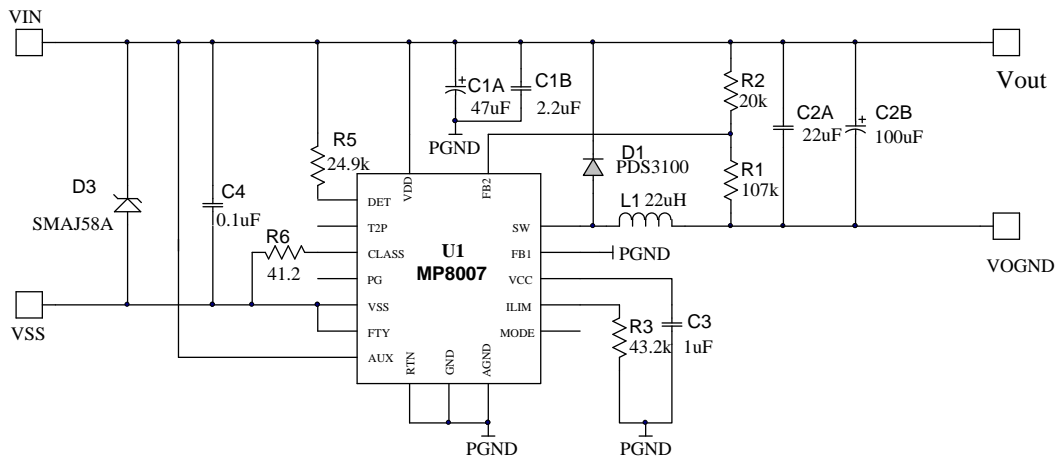 VIN
Vout
R2
20k
C1A
47uF
C1B
2.2uF
C2A
22uF
C2B
100uF
PGND
R5
24.9k
D1
PDS3100
R1
107k
D3
SMAJ58A
C4
0.1uF
VDD
FB2
DET
T2P
CLASS
PG
VSS
FTY
AUX
RTN
GND
AGND
SW
FB1
VCC
ILIM
MODE
U1
MP8007
L1
22uH
R6
41.2
PGND
VOGND
VSS
R3
43.2k
C3
1uF
PGND
PGND